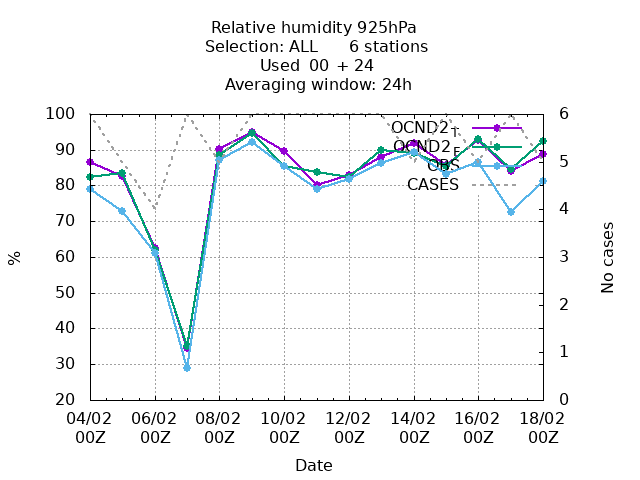 Relative humidity 925hPa
Selection: ALL 6 stations
Used 00 + 24
Averaging window: 24h
100
90
80
70
60
50
40
30
20
%
6
5
4
3
2
1
0
No cases
OCND2_T
OCND2_F
OBS
CASES
04/02 06/02 08/02 10/02 12/02 14/02 16/02 18/02
00Z 00Z 00Z 00Z 00Z 00Z 00Z 00Z
Date